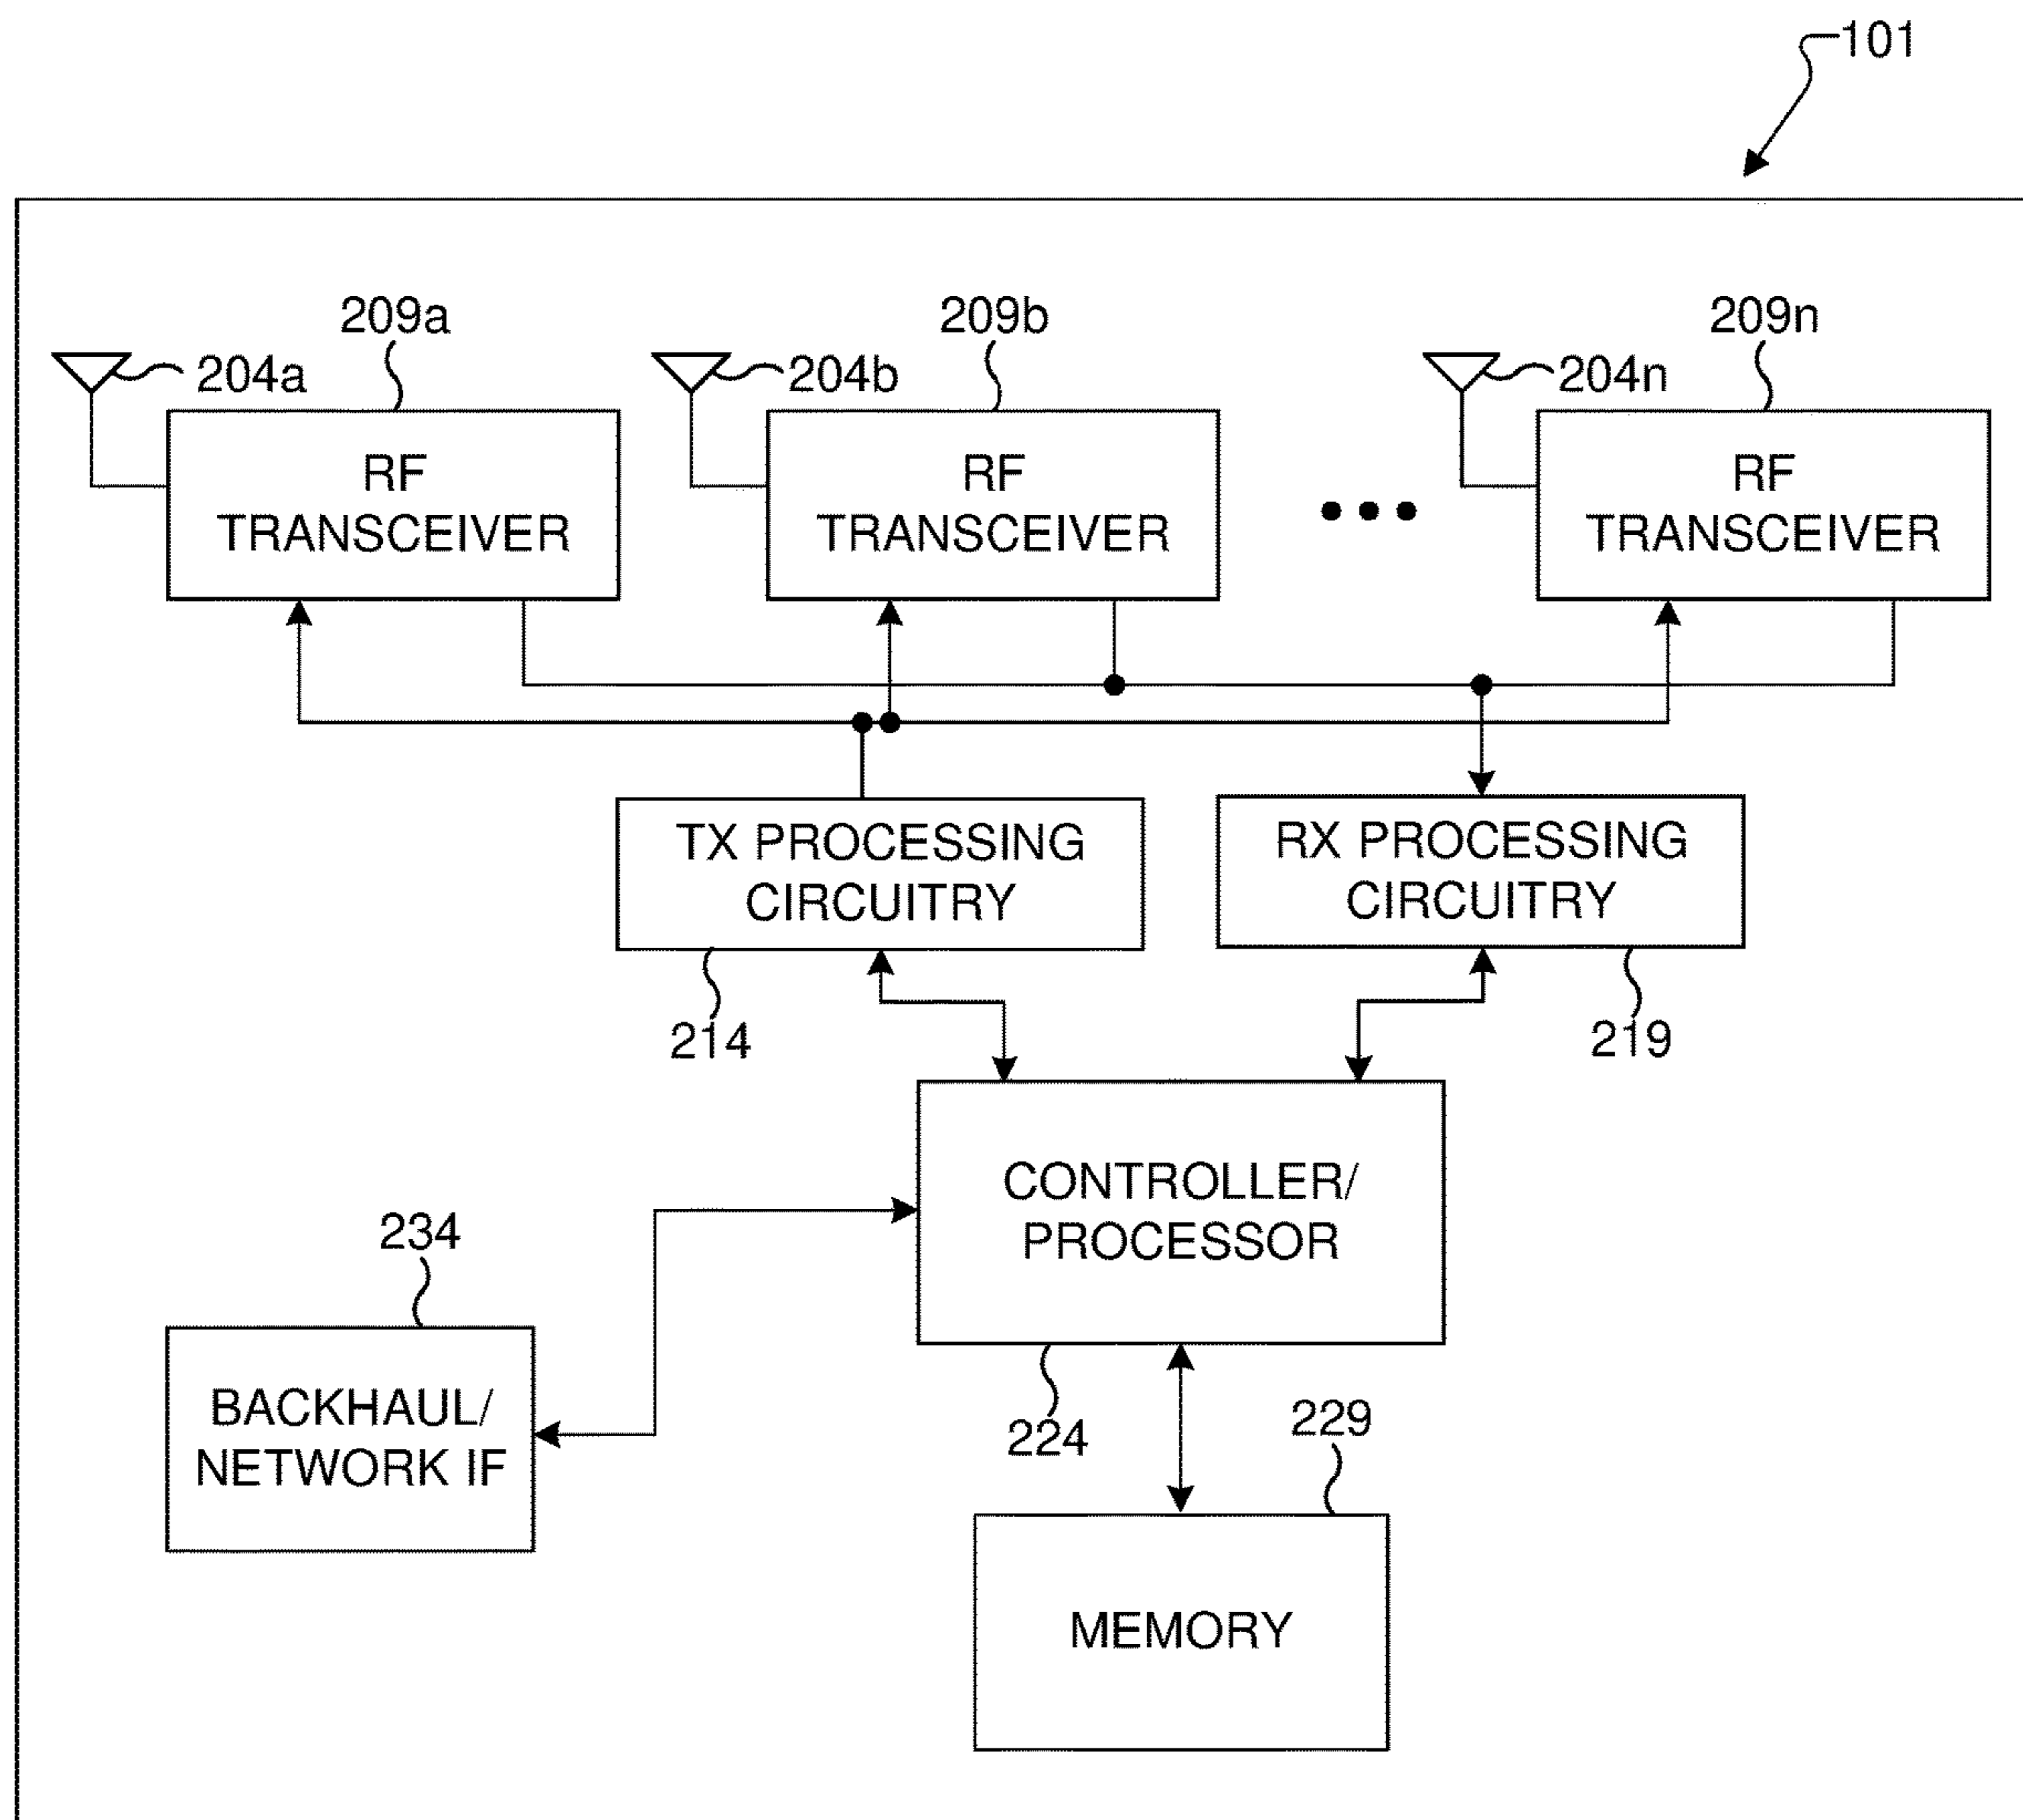 101
209a
209b
209n
204a
204b
204n
RF
TRANSCEIVER
RF
TRANSCEIVER
RF
TRANSCEIVER
TX PROCESSING
CIRCUITRY
RX PROCESSING
CIRCUITRY
214
219
CONTROLLER/
PROCESSOR
234
BACKHAUL/
NETWORK IF
224
229
MEMORY